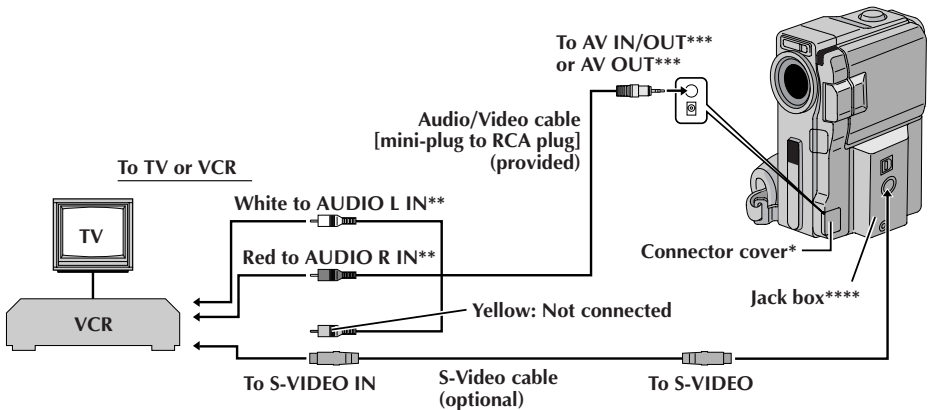 To AV IN/OUT***
or AV OUT***
Audio/Video cable
[mini-plug to RCA plug]
(provided)
To TV or VCR
White to AUDIO L IN**
TV
Red to AUDIO R IN**
Connector cover*
Jack box****
Yellow: Not connected
VCR
To S-VIDEO IN
S-Video cable
(optional)
To S-VIDEO